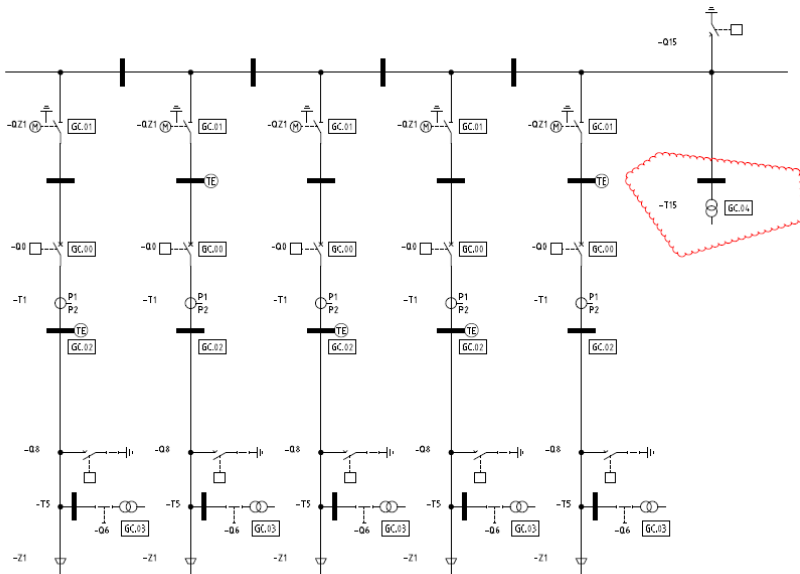 -Q15
-QZ1 M GC.01 -QZ1 M GC.01 -QZ1 M GC.01 -QZ1 M GC.01 -QZ1 M GC.01
TE TE
-T15 GC.04
-Q0 GC.00 -Q0 GC.00 -Q0 GC.00 -Q0 GC.00 -Q0 GC.00
-T1 P1 -T1 P1 -T1 P1 -T1 P1 -T1 P1
P2 P2 P2 P2 P2
TE TE TE
GC.02 GC.02 GC.02 GC.02 GC.02
-Q8 -Q8 -Q8 -Q8 -Q8
-T5 -T5 -T5 -T5 -T5
-Q6 GC.03 -Q6 GC.03 -Q6 GC.03 -Q6 GC.03 -Q6 GC.03
-Z1 -Z1 -Z1 -Z1 -Z1